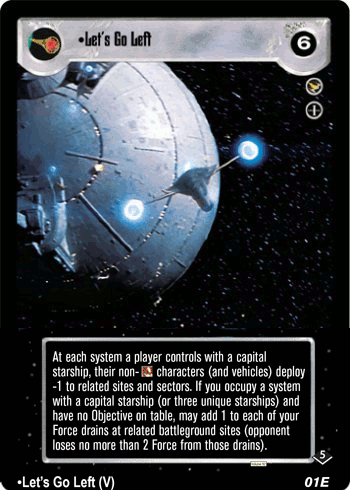 •Let's Go Left
6
At each system a player controls with a capital
starship, their non- characters (and vehicles) deploy
-1 to related sites and sectors. If you occupy a system
with a capital starship (or three unique starships) and
have no Objective on table, may add 1 to each of your
Force drains at related battleground sites (opponent
loses no more than 2 Force from those drains).
5
•Let's Go Left (V)
01E